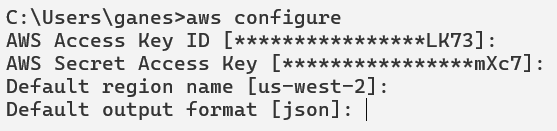 C:\Users\ganes>aws configure
AWS Access Key ID [****************LK73]:
AWS Secret Access Key [****************mXc7]:
Default region name [us-west-2]:
Default output format [json]: